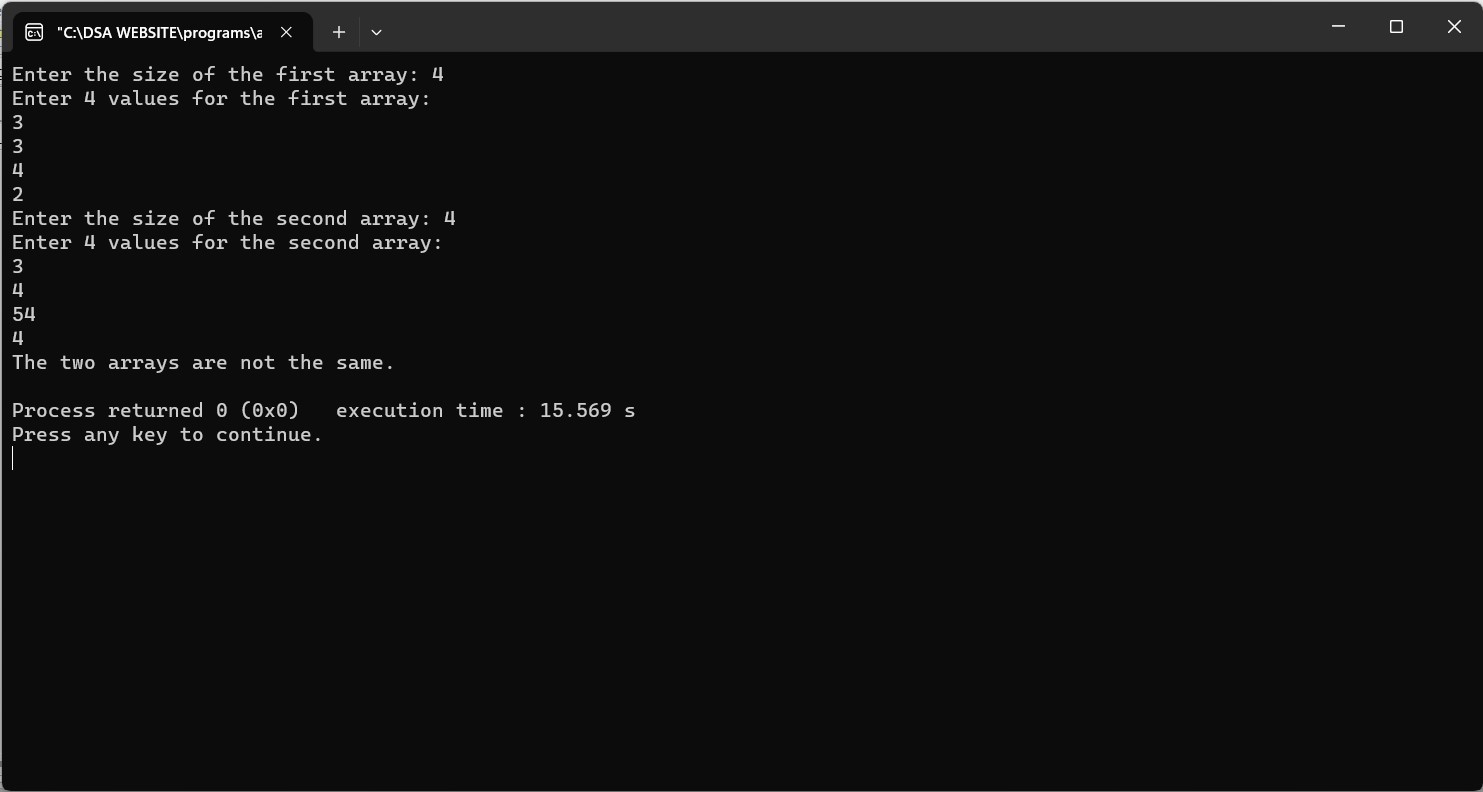 "C:\DSA WEBSITE\programs\a
Enter the size of the first array: 4
Enter 4 values for the first array:
3
3
4
2
Enter the size of the second array: 4
Enter 4 values for the second array:
3
4
54
4
The two arrays are not the same.
Process returned 0 (0x0)   execution time : 15.569 s
Press any key to continue.